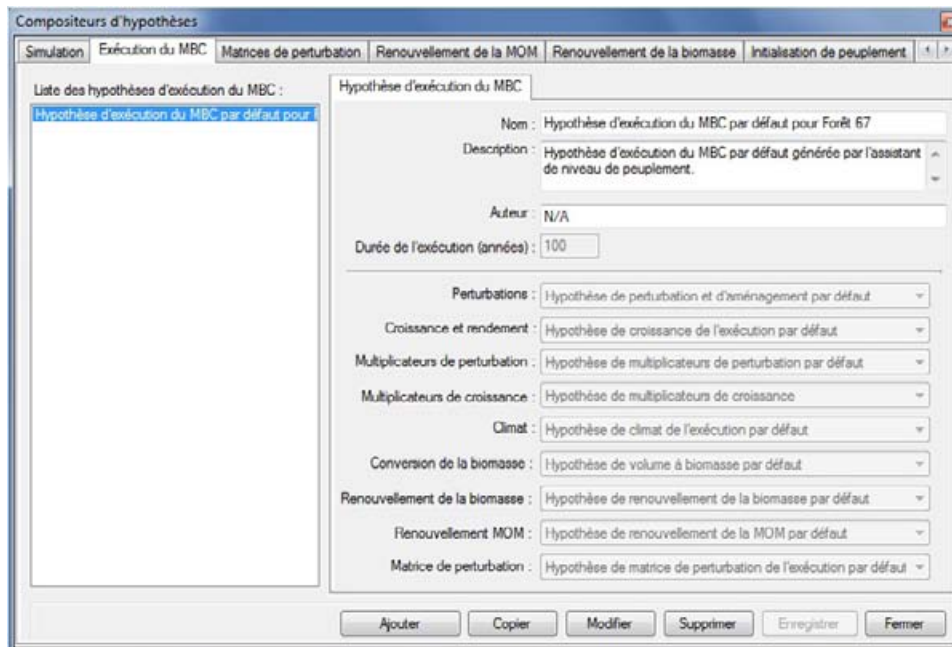 Compositeurs d'hypothèses
Simulation Exécution du MBC Matrices de perturbation Renouvellement de la MOM Renouvellement de la biomasse Initialisation de peuplement
Liste des hypothèses d'exécution du MBC :
Hypothèse d'exécution du MBC par défaut pour
Hypothèse d'exécution du MBC
Nom : Hypothèse d'exécution du MBC par défaut pour Forêt 67
Description : Hypothèse d'exécution du MBC par défaut générée par l'assistant
de niveau de peuplement.
Auteur : N/A
Durée de l'exécution (années) : 100
Perturbations : Hypothèse de perturbation et d'aménagement par défaut
Croissance et rendement : Hypothèse de croissance de l'exécution par défaut
Multiplicateurs de perturbation : Hypothèse de multiplicateurs de perturbation par défaut
Multiplicateurs de croissance : Hypothèse de multiplicateurs de croissance
Climat : Hypothèse de climat de l'exécution par défaut
Conversion de la biomasse : Hypothèse de volume à biomasse par défaut
Renouvellement de la biomasse : Hypothèse de renouvellement de la biomasse par défaut
Renouvellement MOM : Hypothèse de renouvellement de la MOM par défaut
Matrice de perturbation : Hypothèse de matrice de perturbation de l'exécution par défaut
Ajouter Copier Modifier Supprimer Enregistrer Fermer